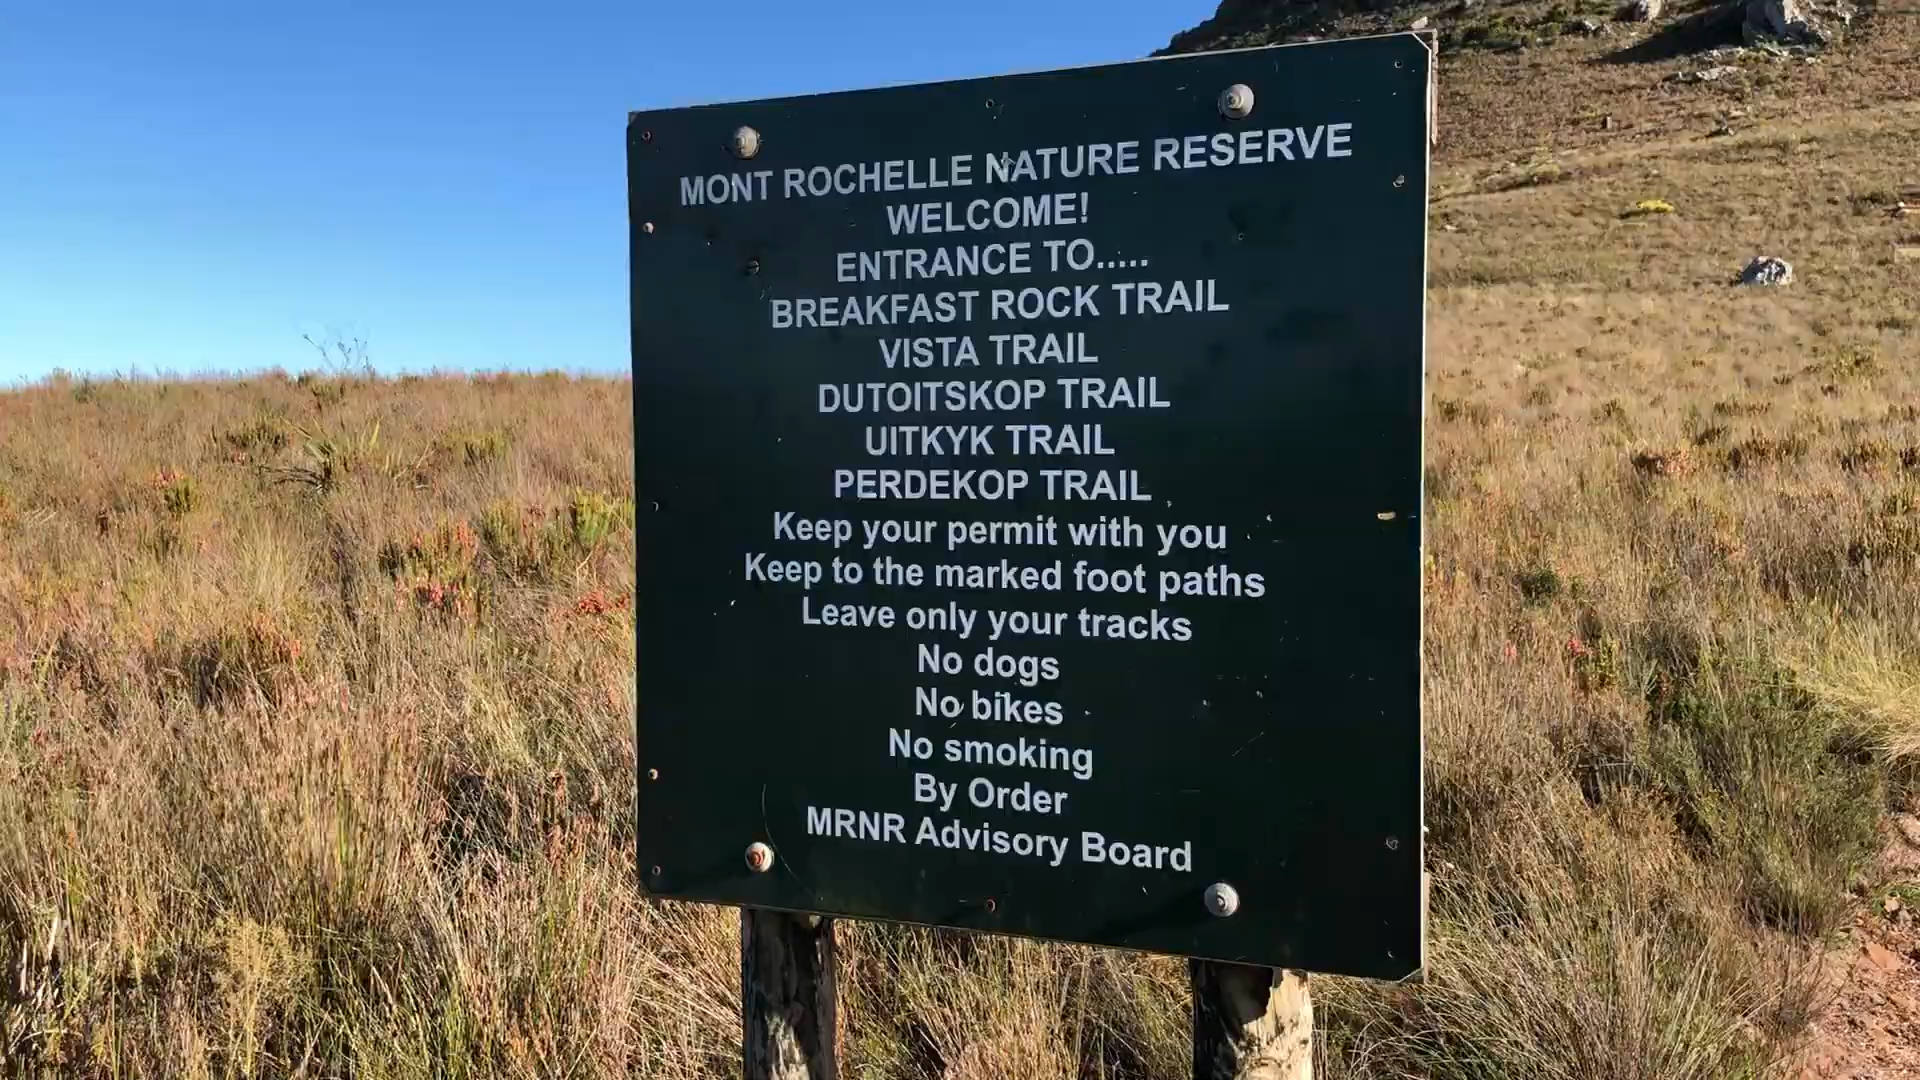 MONT ROCHELLE NATURE RESERVE
WELCOME!
ENTRANCE TO.....
BREAKFAST ROCK TRAIL
VISTA TRAIL
DUTOITSKOP TRAIL
UITKYK TRAIL
PERDEKOP TRAIL
Keep your permit with you
Keep to the marked foot paths
Leave only your tracks
No dogs
No bikes
No smoking
By Order
MRNR Advisory Board